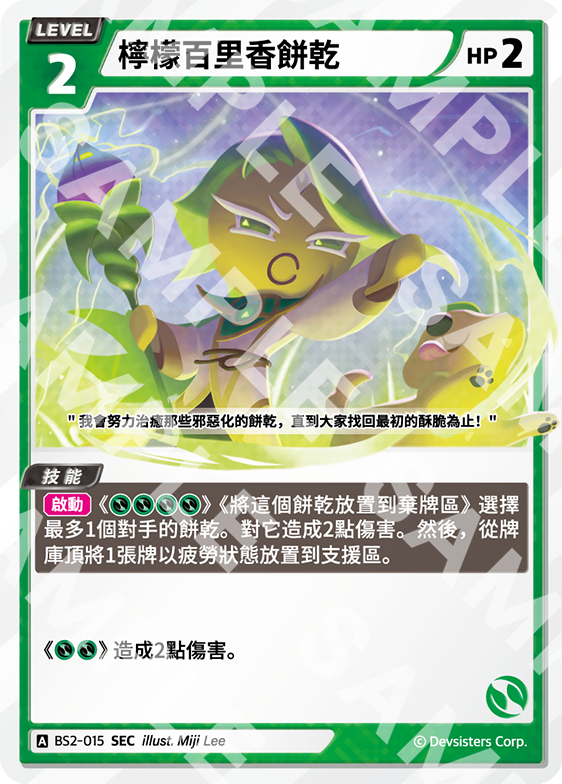 LEVEL
2
檸檬百里香餅乾
HP 2
"我會努力治癒那些邪惡化的餅乾，直到大家找回最初的酥脆為止！"
技能
啟動《》《將這個餅乾放置到棄牌區》選擇
最多1個對手的餅乾。對它造成2點傷害。然後，從牌
庫頂將1張牌以疲勞狀態放置到支援區。
《》造成2點傷害。
A BS2-015 SEC illust. Miji Lee
© Devsisters Corp.
SAMPLE